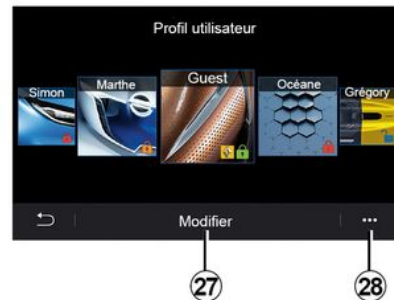 Profil utilisateur
Simon
Marthe
Guest
Océane
Grégory
Modifier
27
28